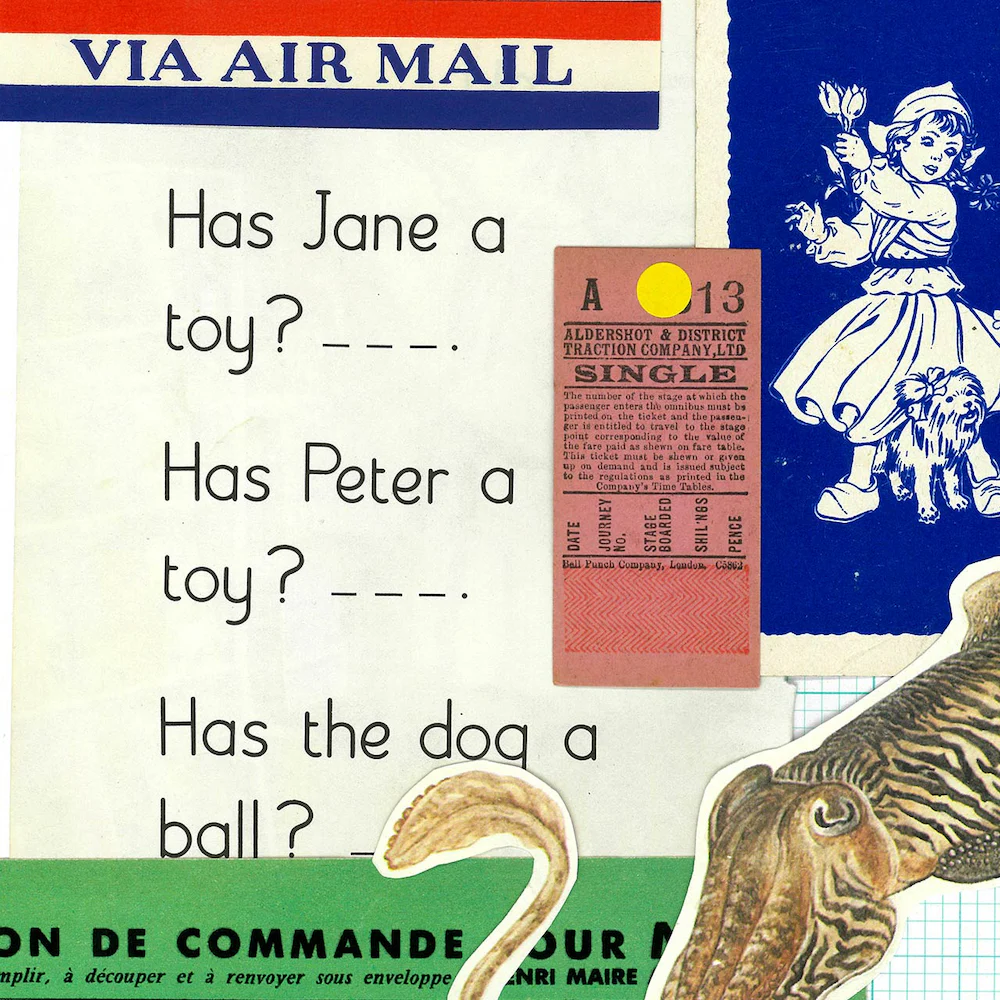 VIA AIR MAIL
Has Jane a
toy? _ _ _ _.
Has Peter a
toy? _ _ _ _.
Has the dog a
ball? _
A 13
ALDERSHOT & DISTRICT
TRACTION COMPANY, LTD
SINGLE
The number of the stage at which the
passenger enters the omnibus must be
printed on the ticket and the passen-
ger is entitled to travel to the stage
point corresponding to the value of
the fare paid as shewn on fare table.
This ticket must be shewn or given
up on demand and is issued subject
to the regulations as printed in the
Company's Time Tables.
DATE
JOURNEY
NO.
STAGE
BOARDED
SHIL'NGS
PENCE
Bell Punch Company, London. C5862
ON DE COMMANDE OUR
mplir, à découper et à renvoyer sous enveloppe ENRI MAIRE